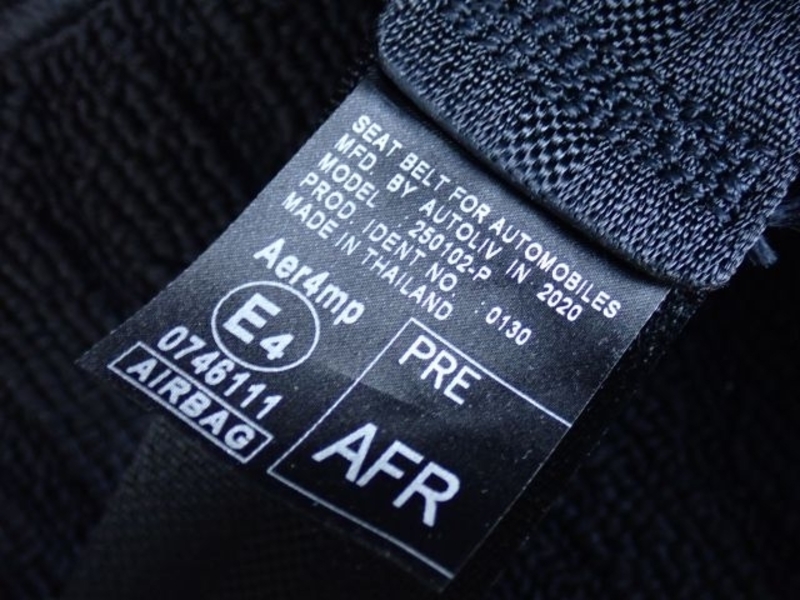 SEAT BELT FOR AUTOMOBILES
MFD. BY AUTOLIV IN 2020
MODEL :250102-P
PROD. IDENT NO. :0130
MADE IN THAILAND
Aer4mp
E4
0746111
AIRBAG
PRE
AFR